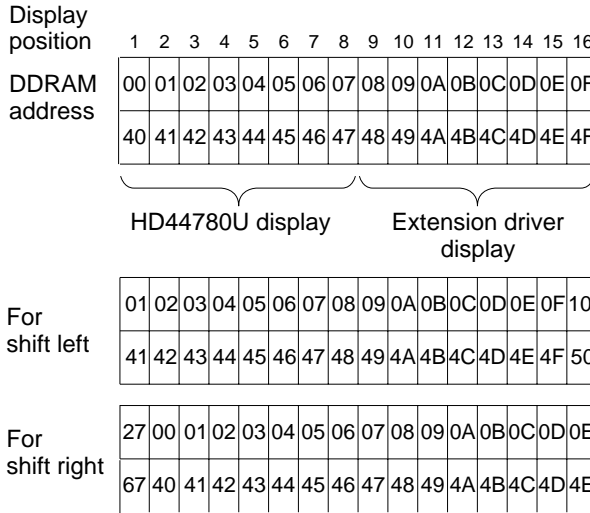 Display
position 1 2 3 4 5 6 7 8 9 10 11 12 13 14 15 16
DDRAM
address
00 01 02 03 04 05 06 07 08 09 0A 0B 0C 0D 0E 0F
40 41 42 43 44 45 46 47 48 49 4A 4B 4C 4D 4E 4F
HD44780U display
Extension driver
display
For
shift left
01 02 03 04 05 06 07 08 09 0A 0B 0C 0D 0E 0F 10
41 42 43 44 45 46 47 48 49 4A 4B 4C 4D 4E 4F 50
For
shift right
27 00 01 02 03 04 05 06 07 08 09 0A 0B 0C 0D 0E
67 40 41 42 43 44 45 46 47 48 49 4A 4B 4C 4D 4E